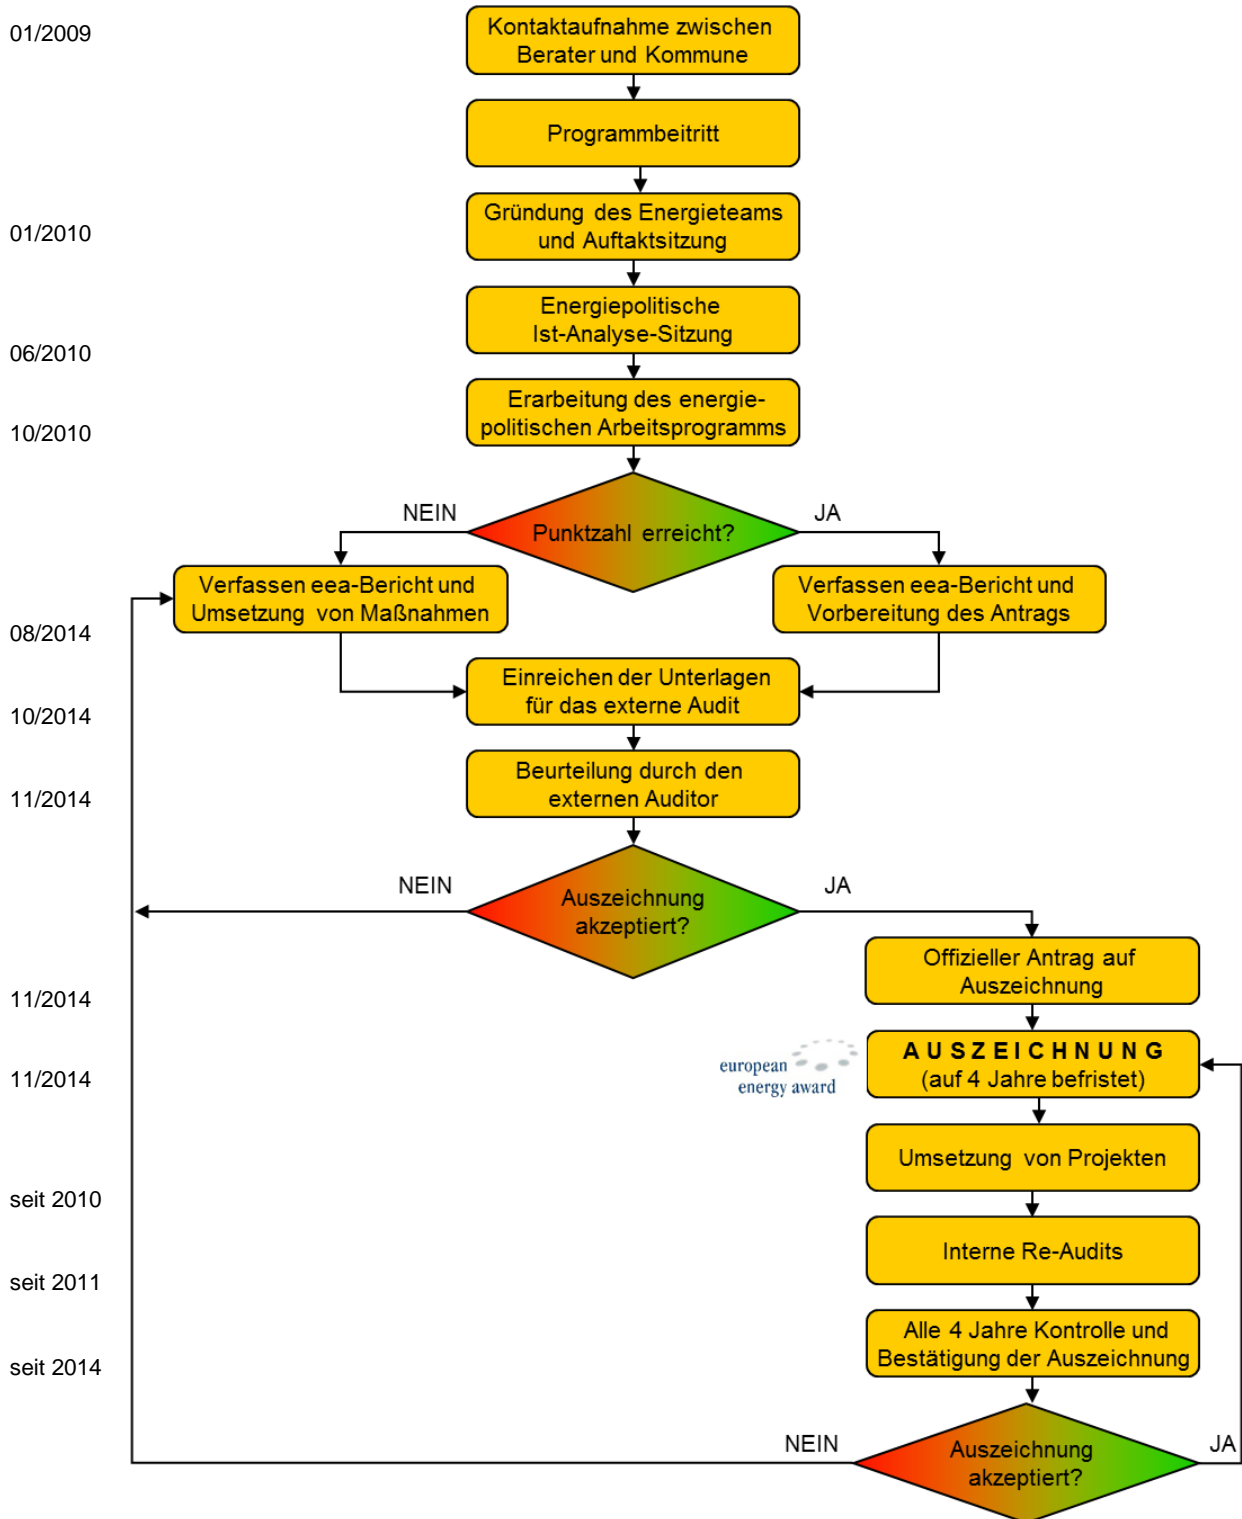 01/2009
Kontaktaufnahme zwischen
Berater und Kommune
Programmbeitritt
01/2010
Gründung des Energieteams
und Auftaktsitzung
Energiepolitische
Ist-Analyse-Sitzung
06/2010
Erarbeitung des energie-
politischen Arbeitsprogramms
10/2010
NEIN
Punktzahl erreicht?
JA
Verfassen eea-Bericht und
Umsetzung von Maßnahmen
Verfassen eea-Bericht und
Vorbereitung des Antrags
08/2014
Einreichen der Unterlagen
für das externe Audit
10/2014
Beurteilung durch den
externen Auditor
11/2014
NEIN
Auszeichnung
akzeptiert?
JA
Offizieller Antrag auf
Auszeichnung
11/2014
european
energy award
A U S Z E I C H N U N G
(auf 4 Jahre befristet)
11/2014
Umsetzung von Projekten
seit 2010
Interne Re-Audits
seit 2011
Alle 4 Jahre Kontrolle und
Bestätigung der Auszeichnung
seit 2014
NEIN
Auszeichnung
akzeptiert?
JA